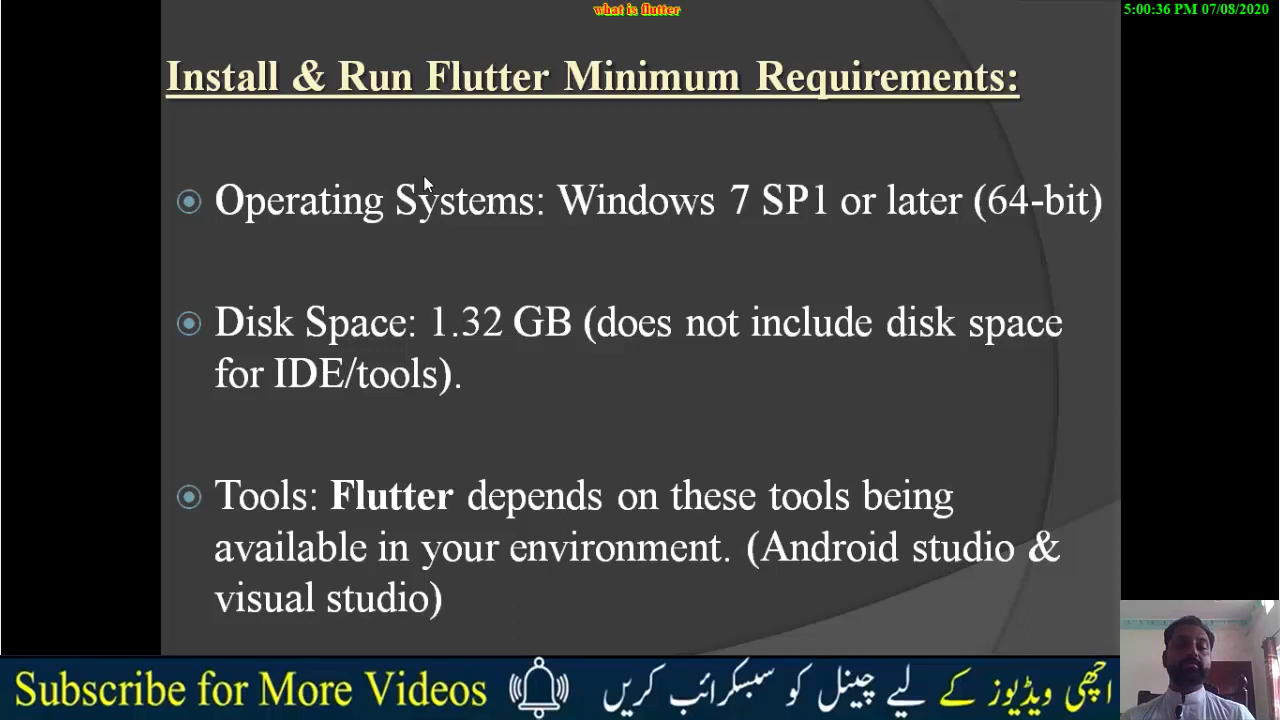 what is flutter
5:00:36 PM 07/08/2020
Install & Run Flutter Minimum Requirements:
Operating Systems: Windows 7 SP1 or later (64-bit)
Disk Space: 1.32 GB (does not include disk space
for IDE/tools).
Tools: Flutter depends on these tools being
available in your environment. (Android studio &
visual studio)
Subscribe for More Videos
اچھی ویڈیوز کے لیے چینل کو سبسکرائب کریں